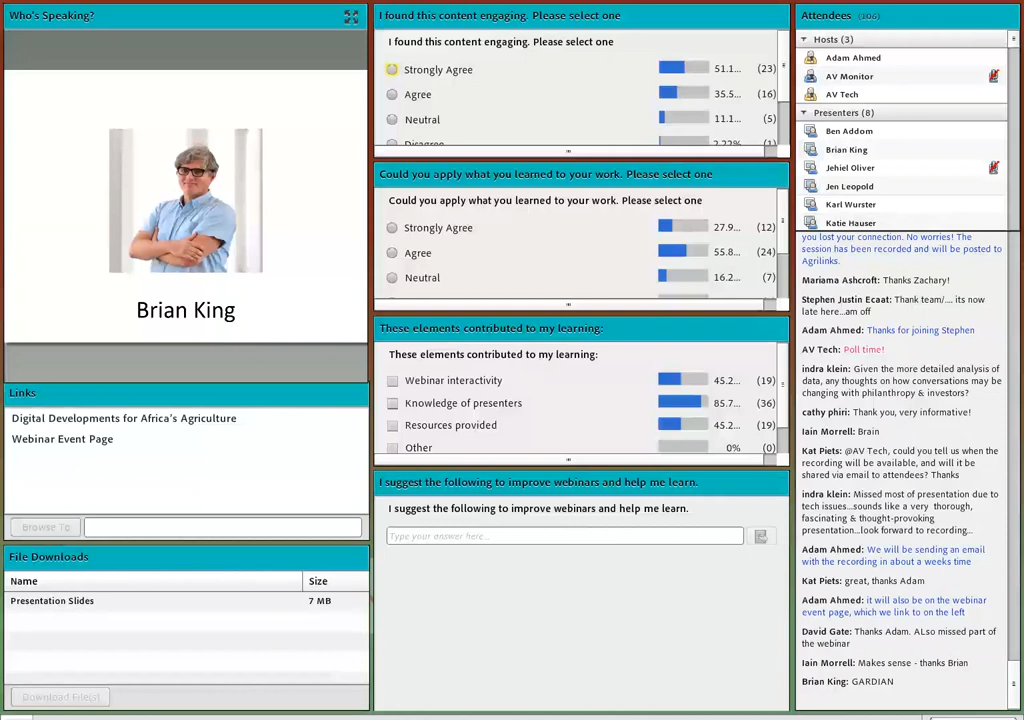 Who's Speaking?
Brian King
Links
Digital Developments for Africa's Agriculture
Webinar Event Page
Browse To
File Downloads
Name Size
Presentation Slides 7 MB
Download File(s)
I found this content engaging. Please select one
I found this content engaging. Please select one
Strongly Agree 51.1... (23)
Agree 35.5... (16)
Neutral 11.1... (5)
Disagree 2.22% (1)
Could you apply what you learned to your work. Please select one
Could you apply what you learned to your work. Please select one
Strongly Agree 27.9... (12)
Agree 55.8... (24)
Neutral 16.2... (7)
These elements contributed to my learning:
These elements contributed to my learning:
Webinar interactivity 45.2... (19)
Knowledge of presenters 85.7... (36)
Resources provided 45.2... (19)
Other 0% (0)
I suggest the following to improve webinars and help me learn.
I suggest the following to improve webinars and help me learn.
Type your answer here...
Attendees (106)
Hosts (3)
Adam Ahmed
AV Monitor
AV Tech
Presenters (8)
Ben Addom
Brian King
Jehiel Oliver
Jen Leopold
Karl Wurster
Katie Hauser
you lost your connection. No worries! The
session has been recorded and will be posted to
Agrilinks.
Mariama Ashcroft: Thanks Zachary!
Stephen Justin Ecaat: Thank team/.... its now
late here...am off
Adam Ahmed: Thanks for joining Stephen
AV Tech: Poll time!
indra klein: Given the more detailed analysis of
data, any thoughts on how conversations may be
changing with philanthropy & investors?
cathy phiri: Thank you, very informative!
Iain Morrell: Brain
Kat Piets: @AV Tech, could you tell us when the
recording will be available, and will it be
shared via email to attendees? Thanks
indra klein: Missed most of presentation due to
tech issues...sounds like a very thorough,
fascinating & thought-provoking
presentation...look forward to recording...
Adam Ahmed: We will be sending an email
with the recording in about a weeks time
Kat Piets: great, thanks Adam
Adam Ahmed: it will also be on the webinar
event page, which we link to on the left
David Gate: Thanks Adam. ALso missed part of
the webinar
Iain Morrell: Makes sense - thanks Brian
Brian King: GARDIAN